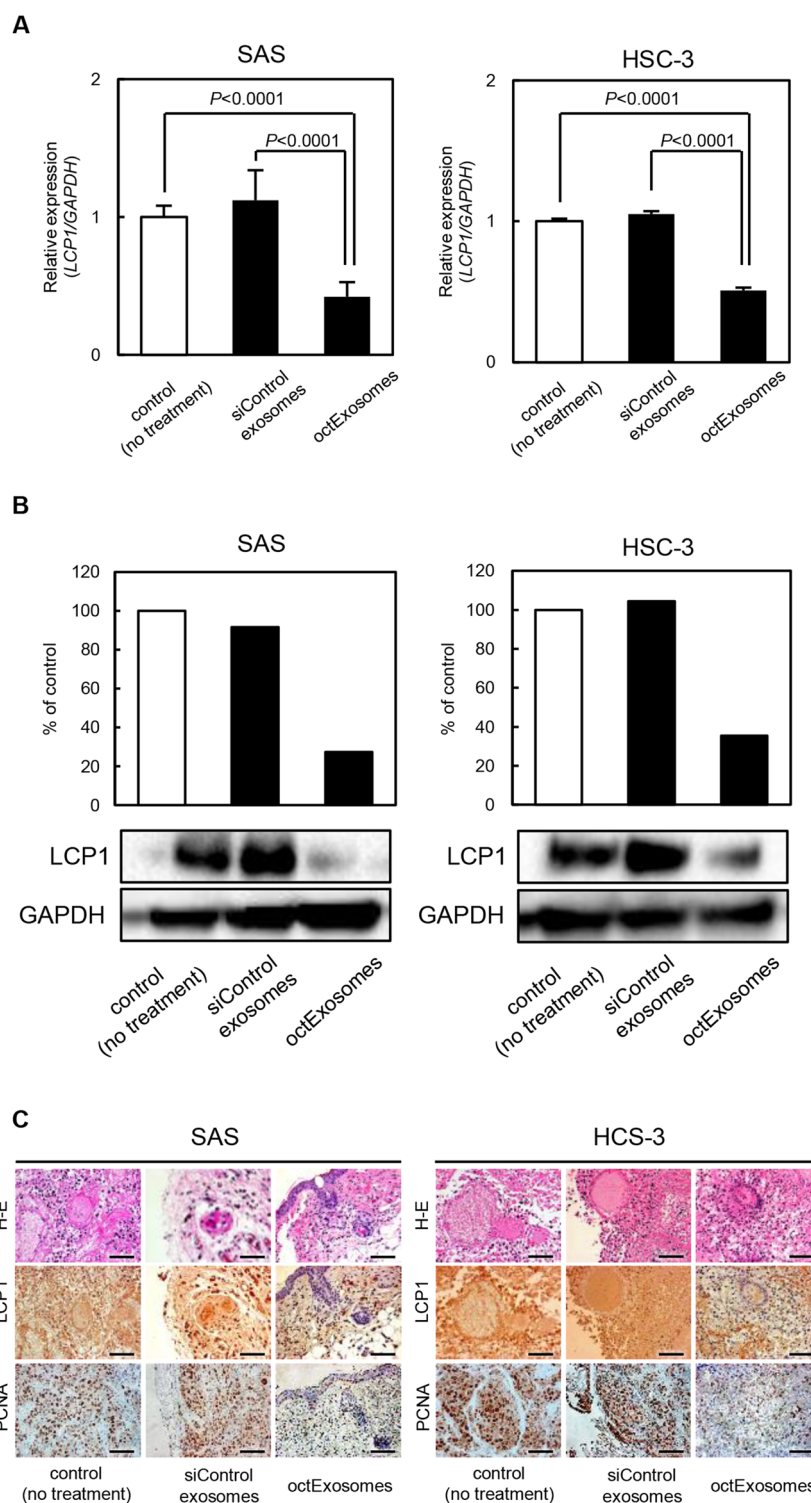 A
SAS
HSC-3
2
1
0
Relative expression
(LCP1/GAPDH)
P<0.0001
P<0.0001
control
(no treatment)
siControl
exosomes
octExosomes
2
1
0
Relative expression
(LCP1/GAPDH)
P<0.0001
P<0.0001
control
(no treatment)
siControl
exosomes
octExosomes
B
SAS
HSC-3
120
100
80
60
40
20
0
% of control
120
100
80
60
40
20
0
% of control
LCP1
GAPDH
control
(no treatment)
siControl
exosomes
octExosomes
LCP1
GAPDH
control
(no treatment)
siControl
exosomes
octExosomes
C
SAS
HCS-3
H-E
LCP1
PCNA
control
(no treatment)
siControl
exosomes
octExosomes
H-E
LCP1
PCNA
control
(no treatment)
siControl
exosomes
octExosomes